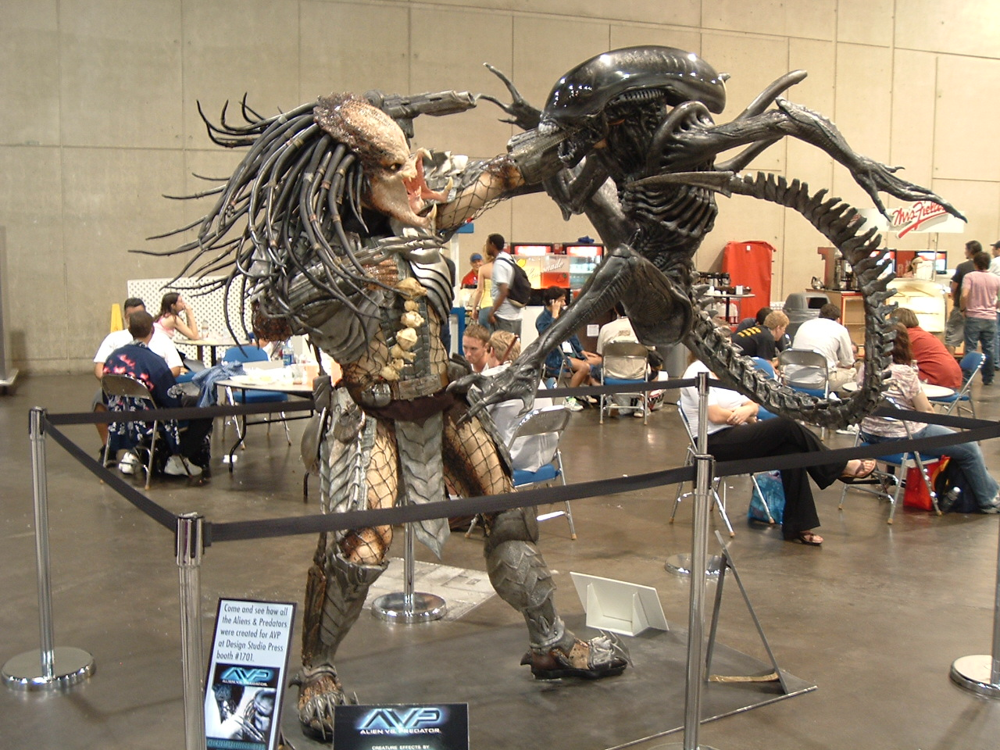 Mrs. Fields
Lemonade
Come and see how all
the Aliens & Predators
were created for AVP
at Design Studio Press
booth #1701.
AVP
ALIEN VS. PREDATOR
AVP
ALIEN VS. PREDATOR
CREATURE EFFECTS BY